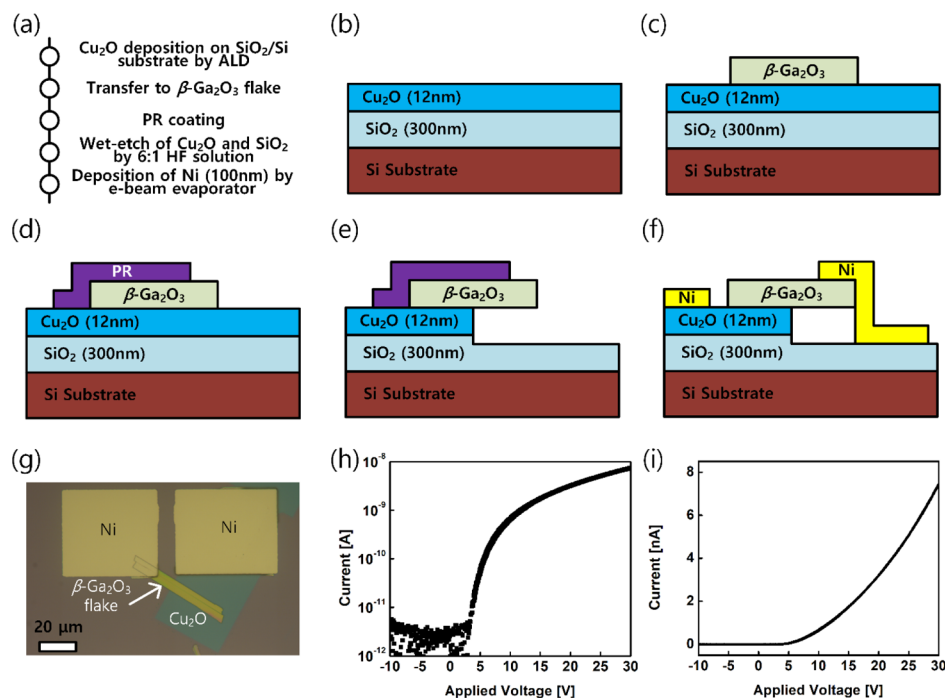 (a)
Cu₂O deposition on SiO₂/Si
substrate by ALD
Transfer to β-Ga₂O₃ flake
PR coating
Wet-etch of Cu₂O and SiO₂
by 6:1 HF solution
Deposition of Ni (100nm) by
e-beam evaporator
(b)
Cu₂O (12nm)
SiO₂ (300nm)
Si Substrate
(c)
β-Ga₂O₃
Cu₂O (12nm)
SiO₂ (300nm)
Si Substrate
(d)
PR
β-Ga₂O₃
Cu₂O (12nm)
SiO₂ (300nm)
Si Substrate
(e)
β-Ga₂O₃
Cu₂O (12nm)
SiO₂ (300nm)
Si Substrate
(f)
Ni
Ni
β-Ga₂O₃
Cu₂O (12nm)
SiO₂ (300nm)
Si Substrate
(g)
Ni
Ni
β-Ga₂O₃
flake
Cu₂O
20 μm
(h)
Current [A]
10⁻⁸
10⁻⁹
10⁻¹⁰
10⁻¹¹
10⁻¹²
-10 -5 0 5 10 15 20 25 30
Applied Voltage [V]
(i)
Current [nA]
8
6
4
2
0
-10 -5 0 5 10 15 20 25 30
Applied Voltage [V]